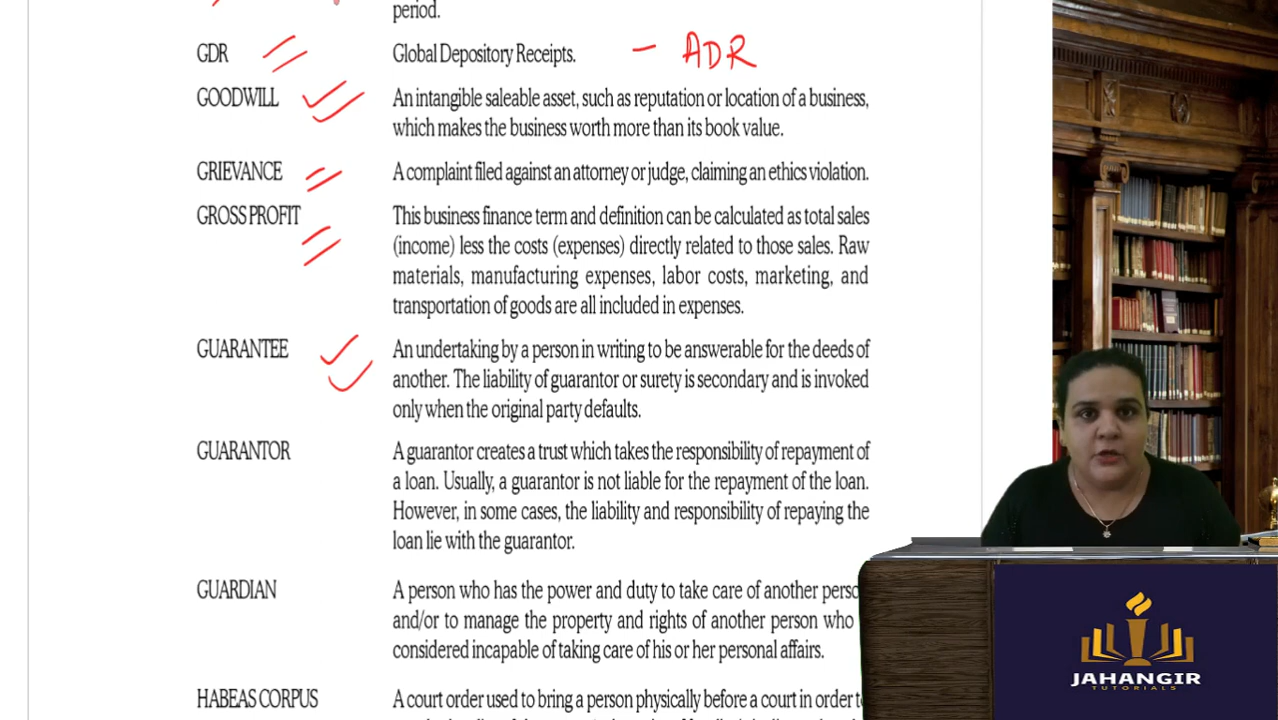 period.
GDR Global Depository Receipts. – ADR
GOODWILL An intangible saleable asset, such as reputation or location of a business,
which makes the business worth more than its book value.
GRIEVANCE A complaint filed against an attorney or judge, claiming an ethics violation.
GROSS PROFIT This business finance term and definition can be calculated as total sales
(income) less the costs (expenses) directly related to those sales. Raw
materials, manufacturing expenses, labor costs, marketing, and
transportation of goods are all included in expenses.
GUARANTEE An undertaking by a person in writing to be answerable for the deeds of
another. The liability of guarantor or surety is secondary and is invoked
only when the original party defaults.
GUARANTOR A guarantor creates a trust which takes the responsibility of repayment of
a loan. Usually, a guarantor is not liable for the repayment of the loan.
However, in some cases, the liability and responsibility of repaying the
loan lie with the guarantor.
GUARDIAN A person who has the power and duty to take care of another perso
and/or to manage the property and rights of another person who
considered incapable of taking care of his or her personal affairs.
HABEAS CORPUS A court order used to bring a person physically before a court in order t
JAHANGIR
TUTORIALS